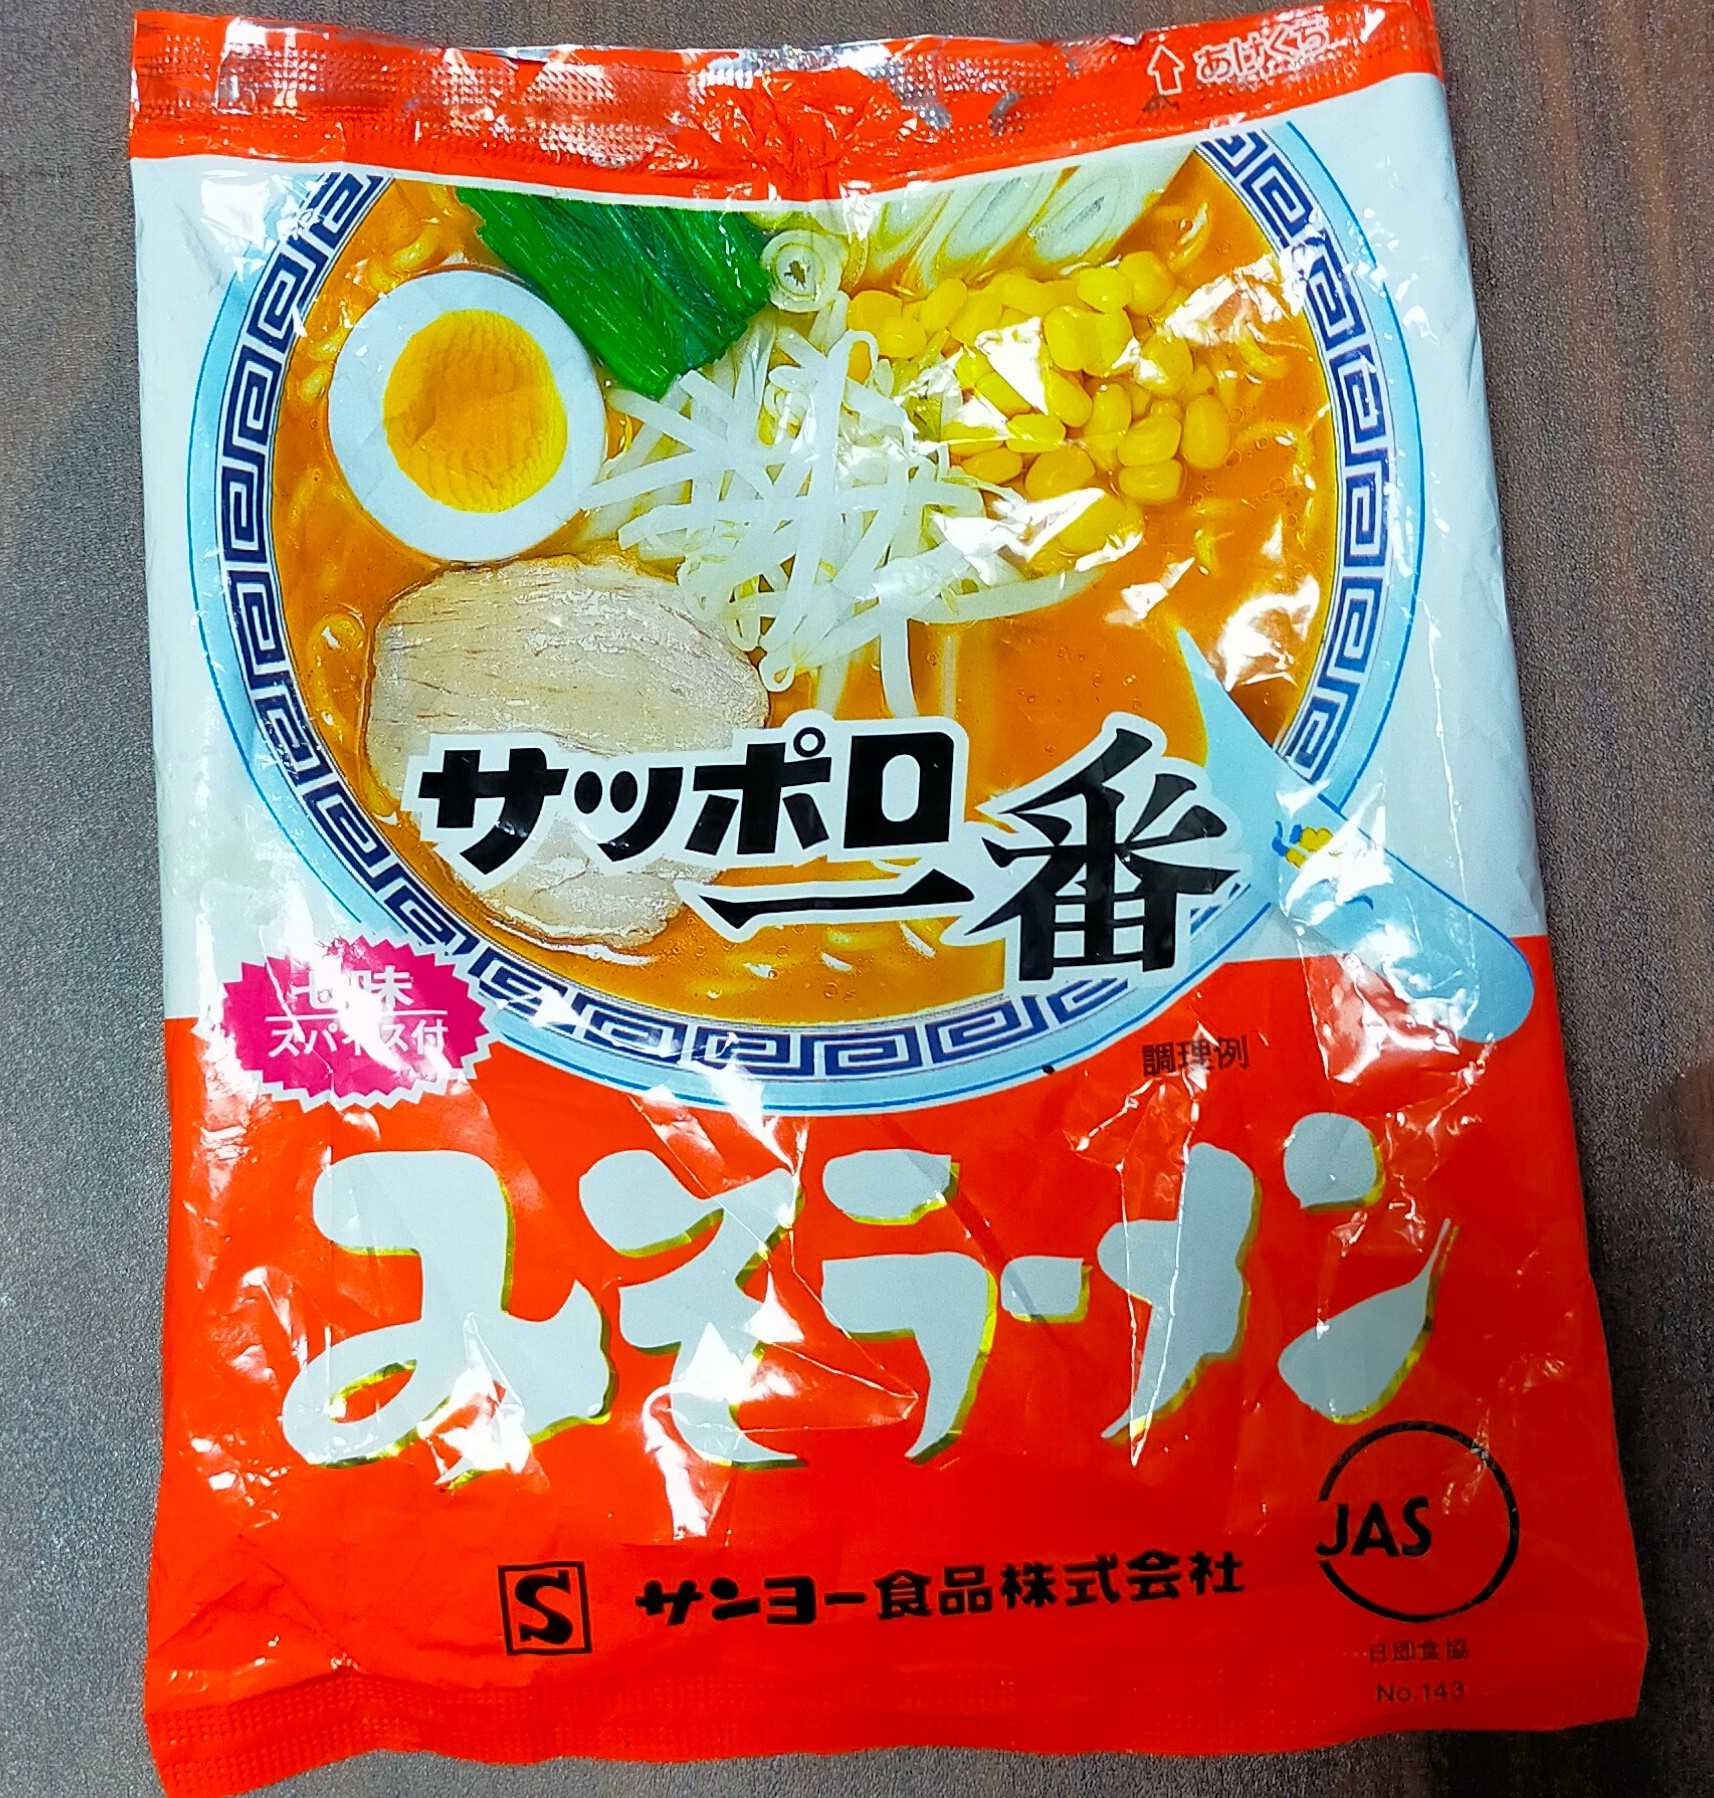 あけくち
サッポロ
一番
七味
スパイス付
調理例
みそラーメン
JAS
S サンヨー食品株式会社
日即食協
No.143